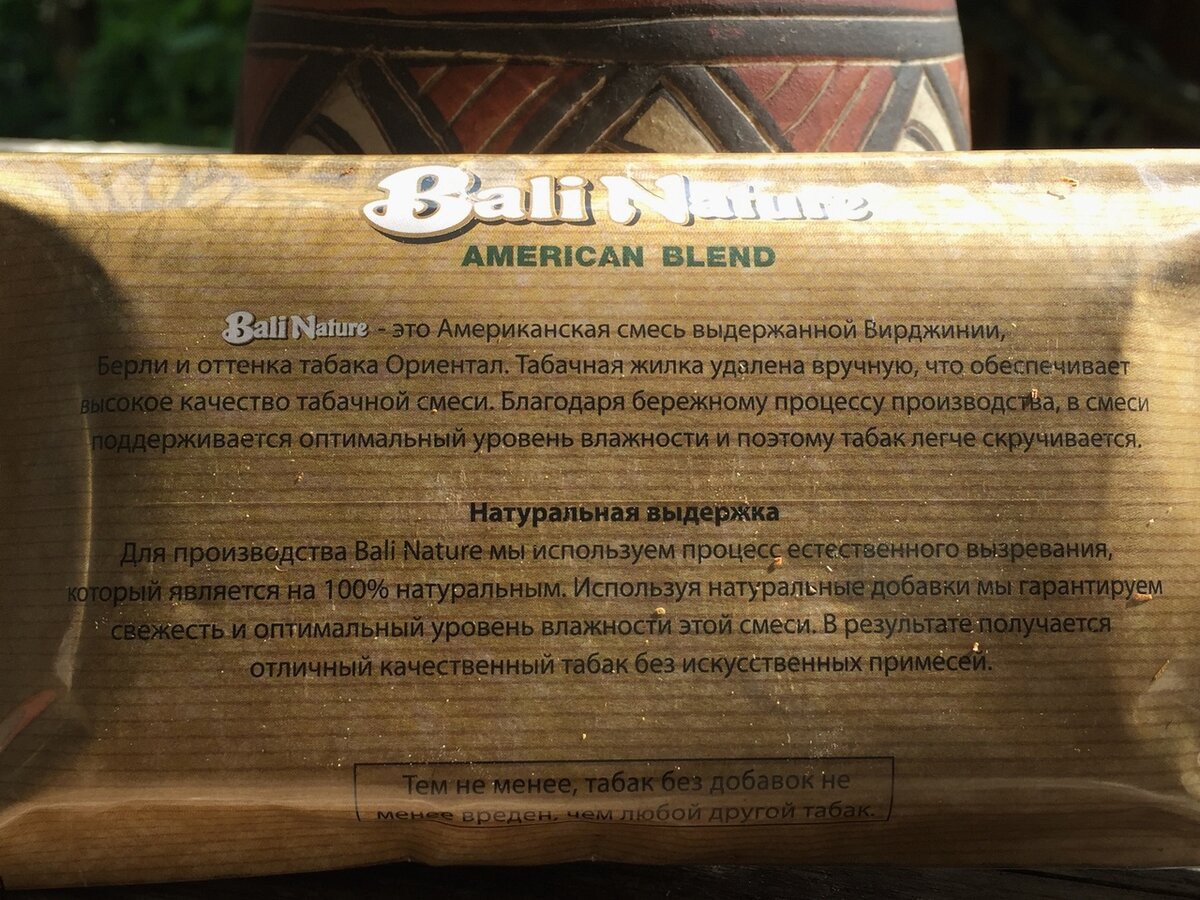 Bali Nature
AMERICAN BLEND
Bali Nature - это Американская смесь выдержанной Вирджинии,
Берли и оттенка табака Ориентал. Табачная жилка удалена вручную, что обеспечивает
высокое качество табачной смеси. Благодаря бережному процессу производства, в смеси
поддерживается оптимальный уровень влажности и поэтому табак легче скручивается.
Натуральная выдержка
Для производства Bali Nature мы используем процесс естественного вызревания,
который является на 100% натуральным. Используя натуральные добавки мы гарантируем
свежесть и оптимальный уровень влажности этой смеси. В результате получается
отличный качественный табак без искусственных примесей.
Тем не менее, табак без добавок не
менее вреден, чем любой другой табак.